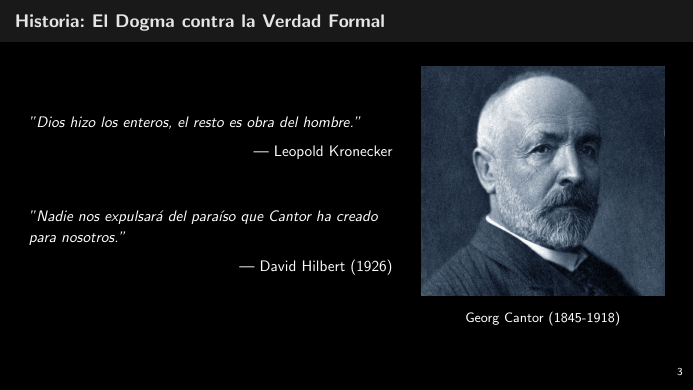 Historia: El Dogma contra la Verdad Formal
"Dios hizo los enteros, el resto es obra del hombre."
— Leopold Kronecker
"Nadie nos expulsará del paraíso que Cantor ha creado
para nosotros."
— David Hilbert (1926)
Georg Cantor (1845-1918)
3